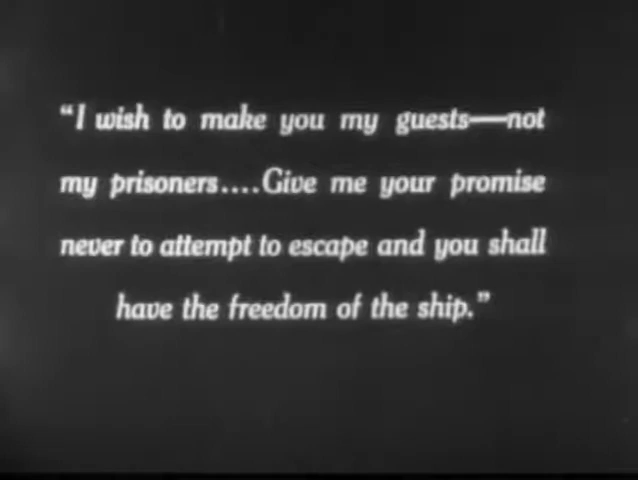 “I wish to make you my guests—not
my prisoners....Give me your promise
never to attempt to escape and you shall
have the freedom of the ship.”